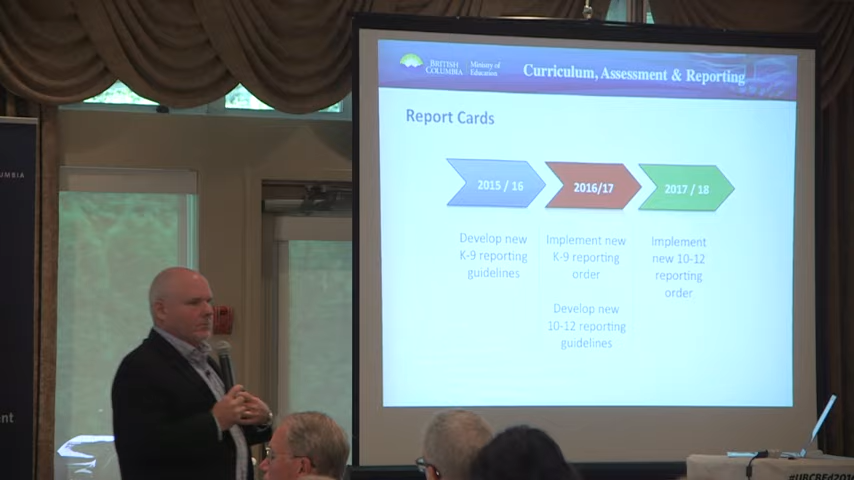 BRITISH
COLUMBIA
Ministry of
Education
Curriculum, Assessment & Reporting
Report Cards
2015 / 16
2016/17
2017 / 18
Develop new
K-9 reporting
guidelines
Implement new
K-9 reporting
order
Develop new
10-12 reporting
guidelines
Implement
new 10-12
reporting
order
UMBIA
nt